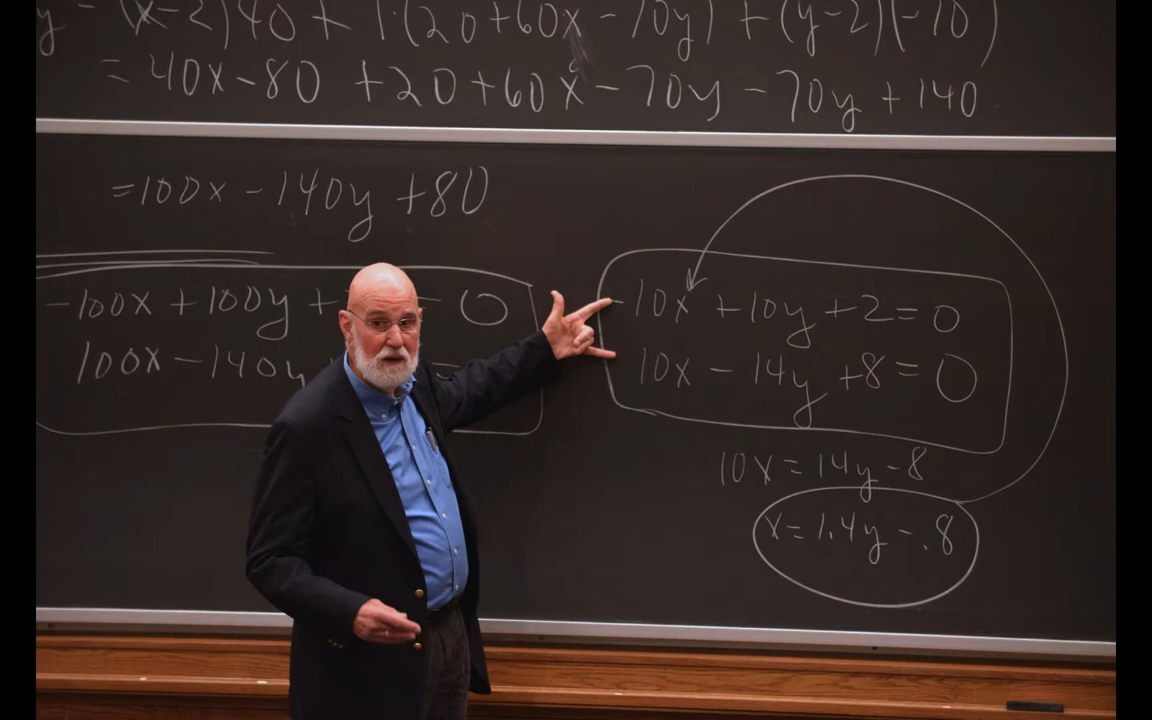 y = (x-2)40 + 1·(20+60x - 70y) + (y-2)(-70)
= 40x-80 +20+60x - 70y - 70y + 140
=100x - 140y +80
-100x + 100y + = 0
100x - 140y =
-10x +10y +2= 0
10x - 14y +8= 0
10x = 14y -8
x= 1.4y -.8